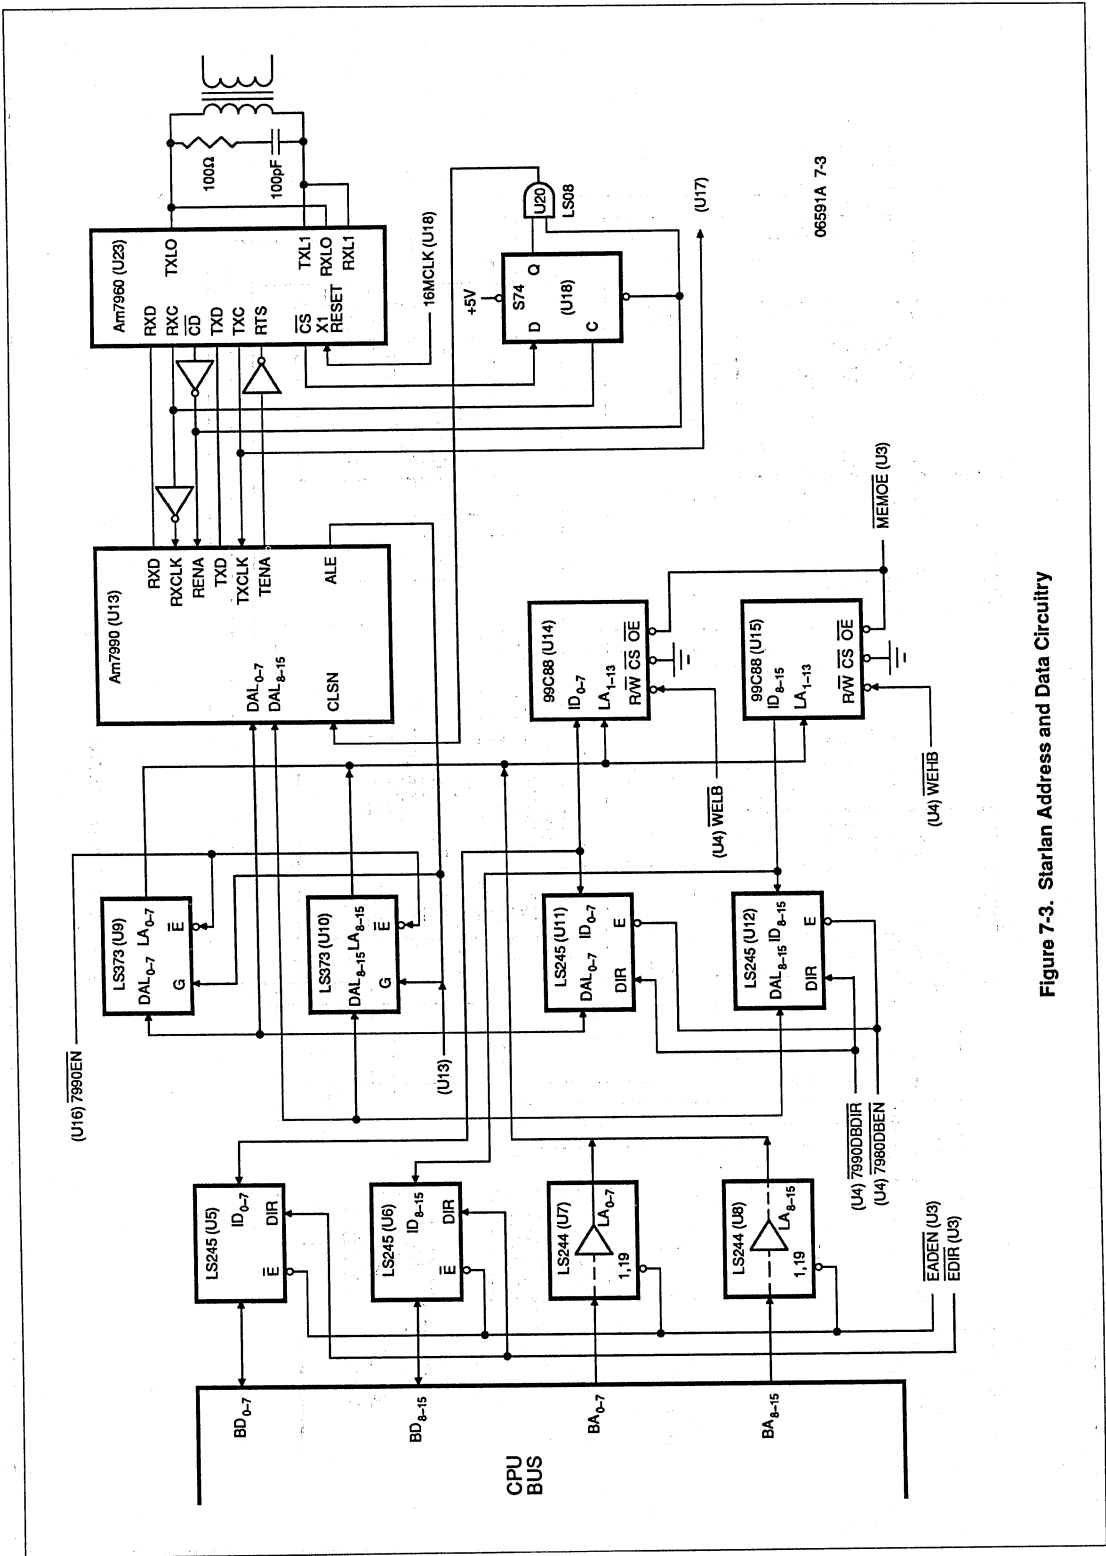 CPU
BUS
BD0–7
BD8–15
BA0–7
BA8–15
LS245 (U5)
ID0–7
E
DIR
LS245 (U6)
ID8–15
E
DIR
LS244 (U7)
LA0–7
1,19
LS244 (U8)
LA8–15
1,19
EADEN (U3)
EDIR (U3)
(U16) 7990EN
LS373 (U9)
DAL0–7 LA0–7
G
E
LS373 (U10)
DAL8–15 LA8–15
G
E
(U13)
LS245 (U11)
DAL0–7 ID0–7
DIR
E
LS245 (U12)
DAL8–15 ID8–15
DIR
E
(U4) 7990DBDIR
(U4) 7980DBEN
Am7990 (U13)
DAL0–7
DAL8–15
CLSN
RXD
RXCLK
RENA
TXD
TXCLK
TENA
ALE
99C88 (U14)
ID0–7
LA1–13
R/W CS OE
(U4) WELB
99C88 (U15)
ID8–15
LA1–13
R/W CS OE
(U4) WEHB
MEMOE (U3)
Am7960 (U23)
RXD
RXC
CD
TXD
TXC
RTS
CS
X1
RESET
TXLO
TXL1
RXLO
RXL1
100Ω
100pF
16MCLK (U18)
+5V
S74
D
Q
(U18)
C
U20
LS08
(U17)
06591A 7-3
Figure 7-3. Starlan Address and Data Circuitry